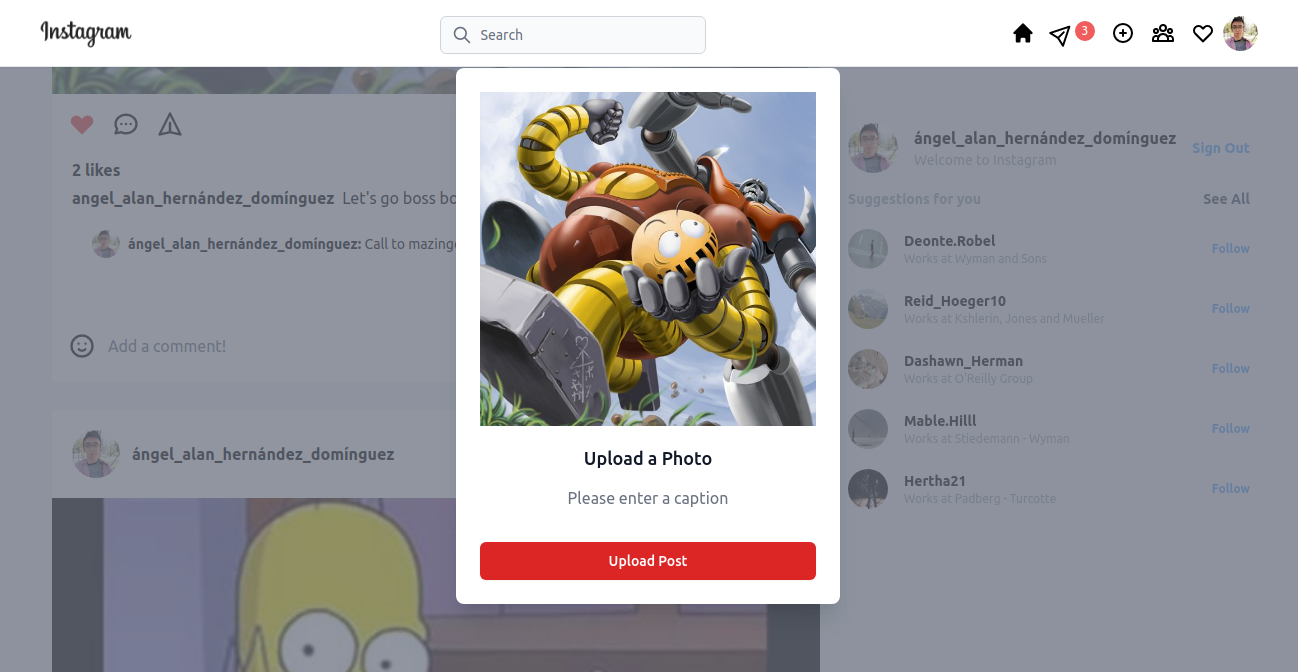 Instagram
Search
3
2 likes
angel_alan_hernández_domínguez Let's go boss bo
ángel_alan_hernández_domínguez: Call to mazinge
Add a comment!
ángel_alan_hernández_domínguez
Upload a Photo
Please enter a caption
Upload Post
ángel_alan_hernández_domínguez
Welcome to Instagram
Sign Out
Suggestions for you
See All
Deonte.Robel
Works at Wyman and Sons
Follow
Reid_Hoeger10
Works at Kshlerin, Jones and Mueller
Follow
Dashawn_Herman
Works at O'Reilly Group
Follow
Mable.Hilll
Works at Stiedemann - Wyman
Follow
Hertha21
Works at Padberg - Turcotte
Follow